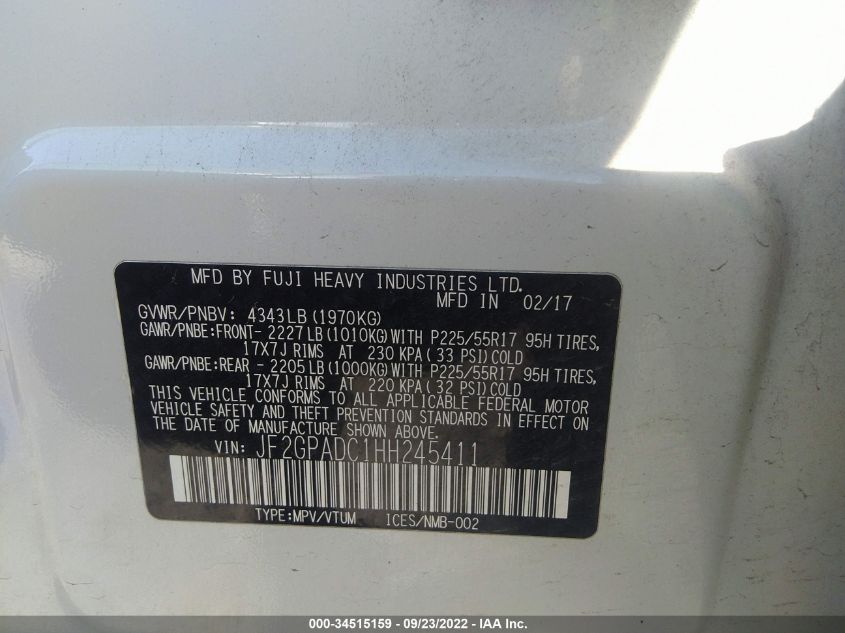 MFD BY FUJI HEAVY INDUSTRIES LTD.
MFD IN 02/17
GVWR/PNBV: 4343LB (1970KG)
GAWR/PNBE:FRONT- 2227LB (1010KG) WITH P225/55R17 95H TIRES,
17X7J RIMS AT 230 KPA ( 33 PSI) COLD
GAWR/PNBE:REAR - 2205LB (1000KG) WITH P225/55R17 95H TIRES,
17X7J RIMS AT 220 KPA ( 32 PSI) COLD
THIS VEHICLE CONFORMS TO ALL APPLICABLE FEDERAL MOTOR
VEHICLE SAFETY AND THEFT PREVENTION STANDARDS IN EFFECT ON
THE DATE OF MANUFACTURE SHOWN ABOVE.
VIN: JF2GPADC1HH245411
TYPE:MPV/VTUM ICES/NMB-002
000-34515159 - 09/23/2022 - IAA Inc.